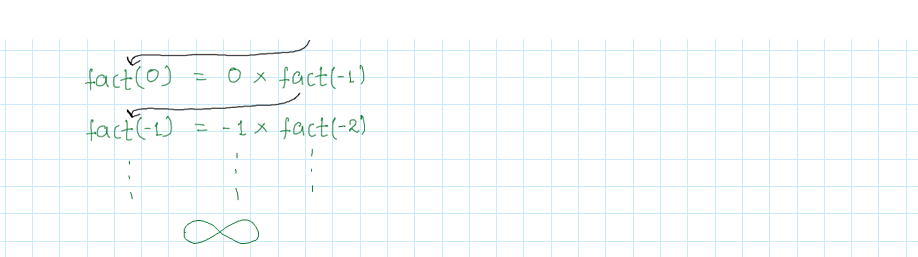 fact(0) = 0 × fact(-1)
fact(-1) = -1 × fact(-2)
∞